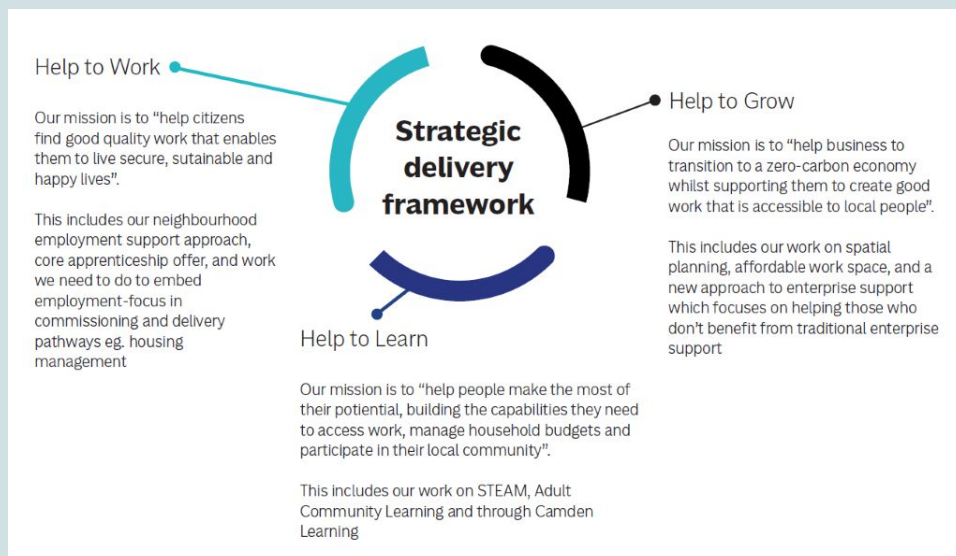 Help to Work
Our mission is to “help citizens
find good quality work that enables
them to live secure, sutainable and
happy lives”.
This includes our neighbourhood
employment support approach,
core apprenticeship offer, and work
we need to do to embed
employment-focus in
commissioning and delivery
pathways eg. housing
management
Strategic
delivery
framework
Help to Grow
Our mission is to “help business to
transition to a zero-carbon economy
whilst supporting them to create good
work that is accessible to local people”.
This includes our work on spatial
planning, affordable work space, and a
new approach to enterprise support
which focuses on helping those who
don’t benefit from traditional enterprise
support
Help to Learn
Our mission is to “help people make the most of
their potiential, building the capabilities they need
to access work, manage household budgets and
participate in their local community”.
This includes our work on STEAM, Adult
Community Learning and through Camden
Learning